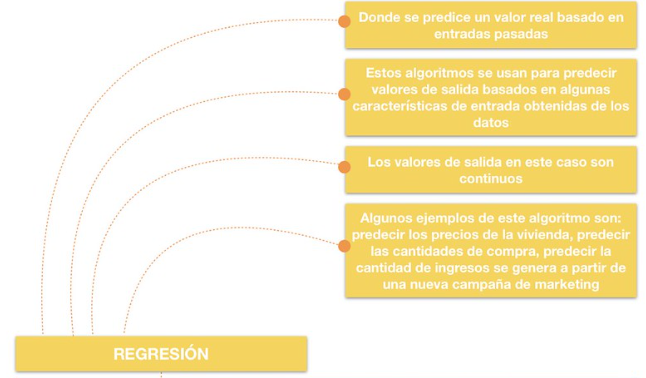 Donde se predice un valor real basado en
entradas pasadas
Estos algoritmos se usan para predecir
valores de salida basados en algunas
características de entrada obtenidas de los
datos
Los valores de salida en este caso son
continuos
Algunos ejemplos de este algoritmo son:
predecir los precios de la vivienda, predecir
las cantidades de compra, predecir la
cantidad de ingresos se genera a partir de
una nueva campaña de marketing
REGRESIÓN